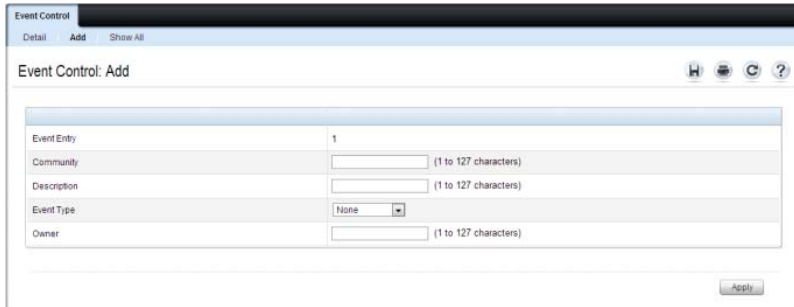 Event Control
Detail Add Show All
Event Control: Add
Event Entry 1
Community (1 to 127 characters)
Description (1 to 127 characters)
Event Type None
Owner (1 to 127 characters)
Apply